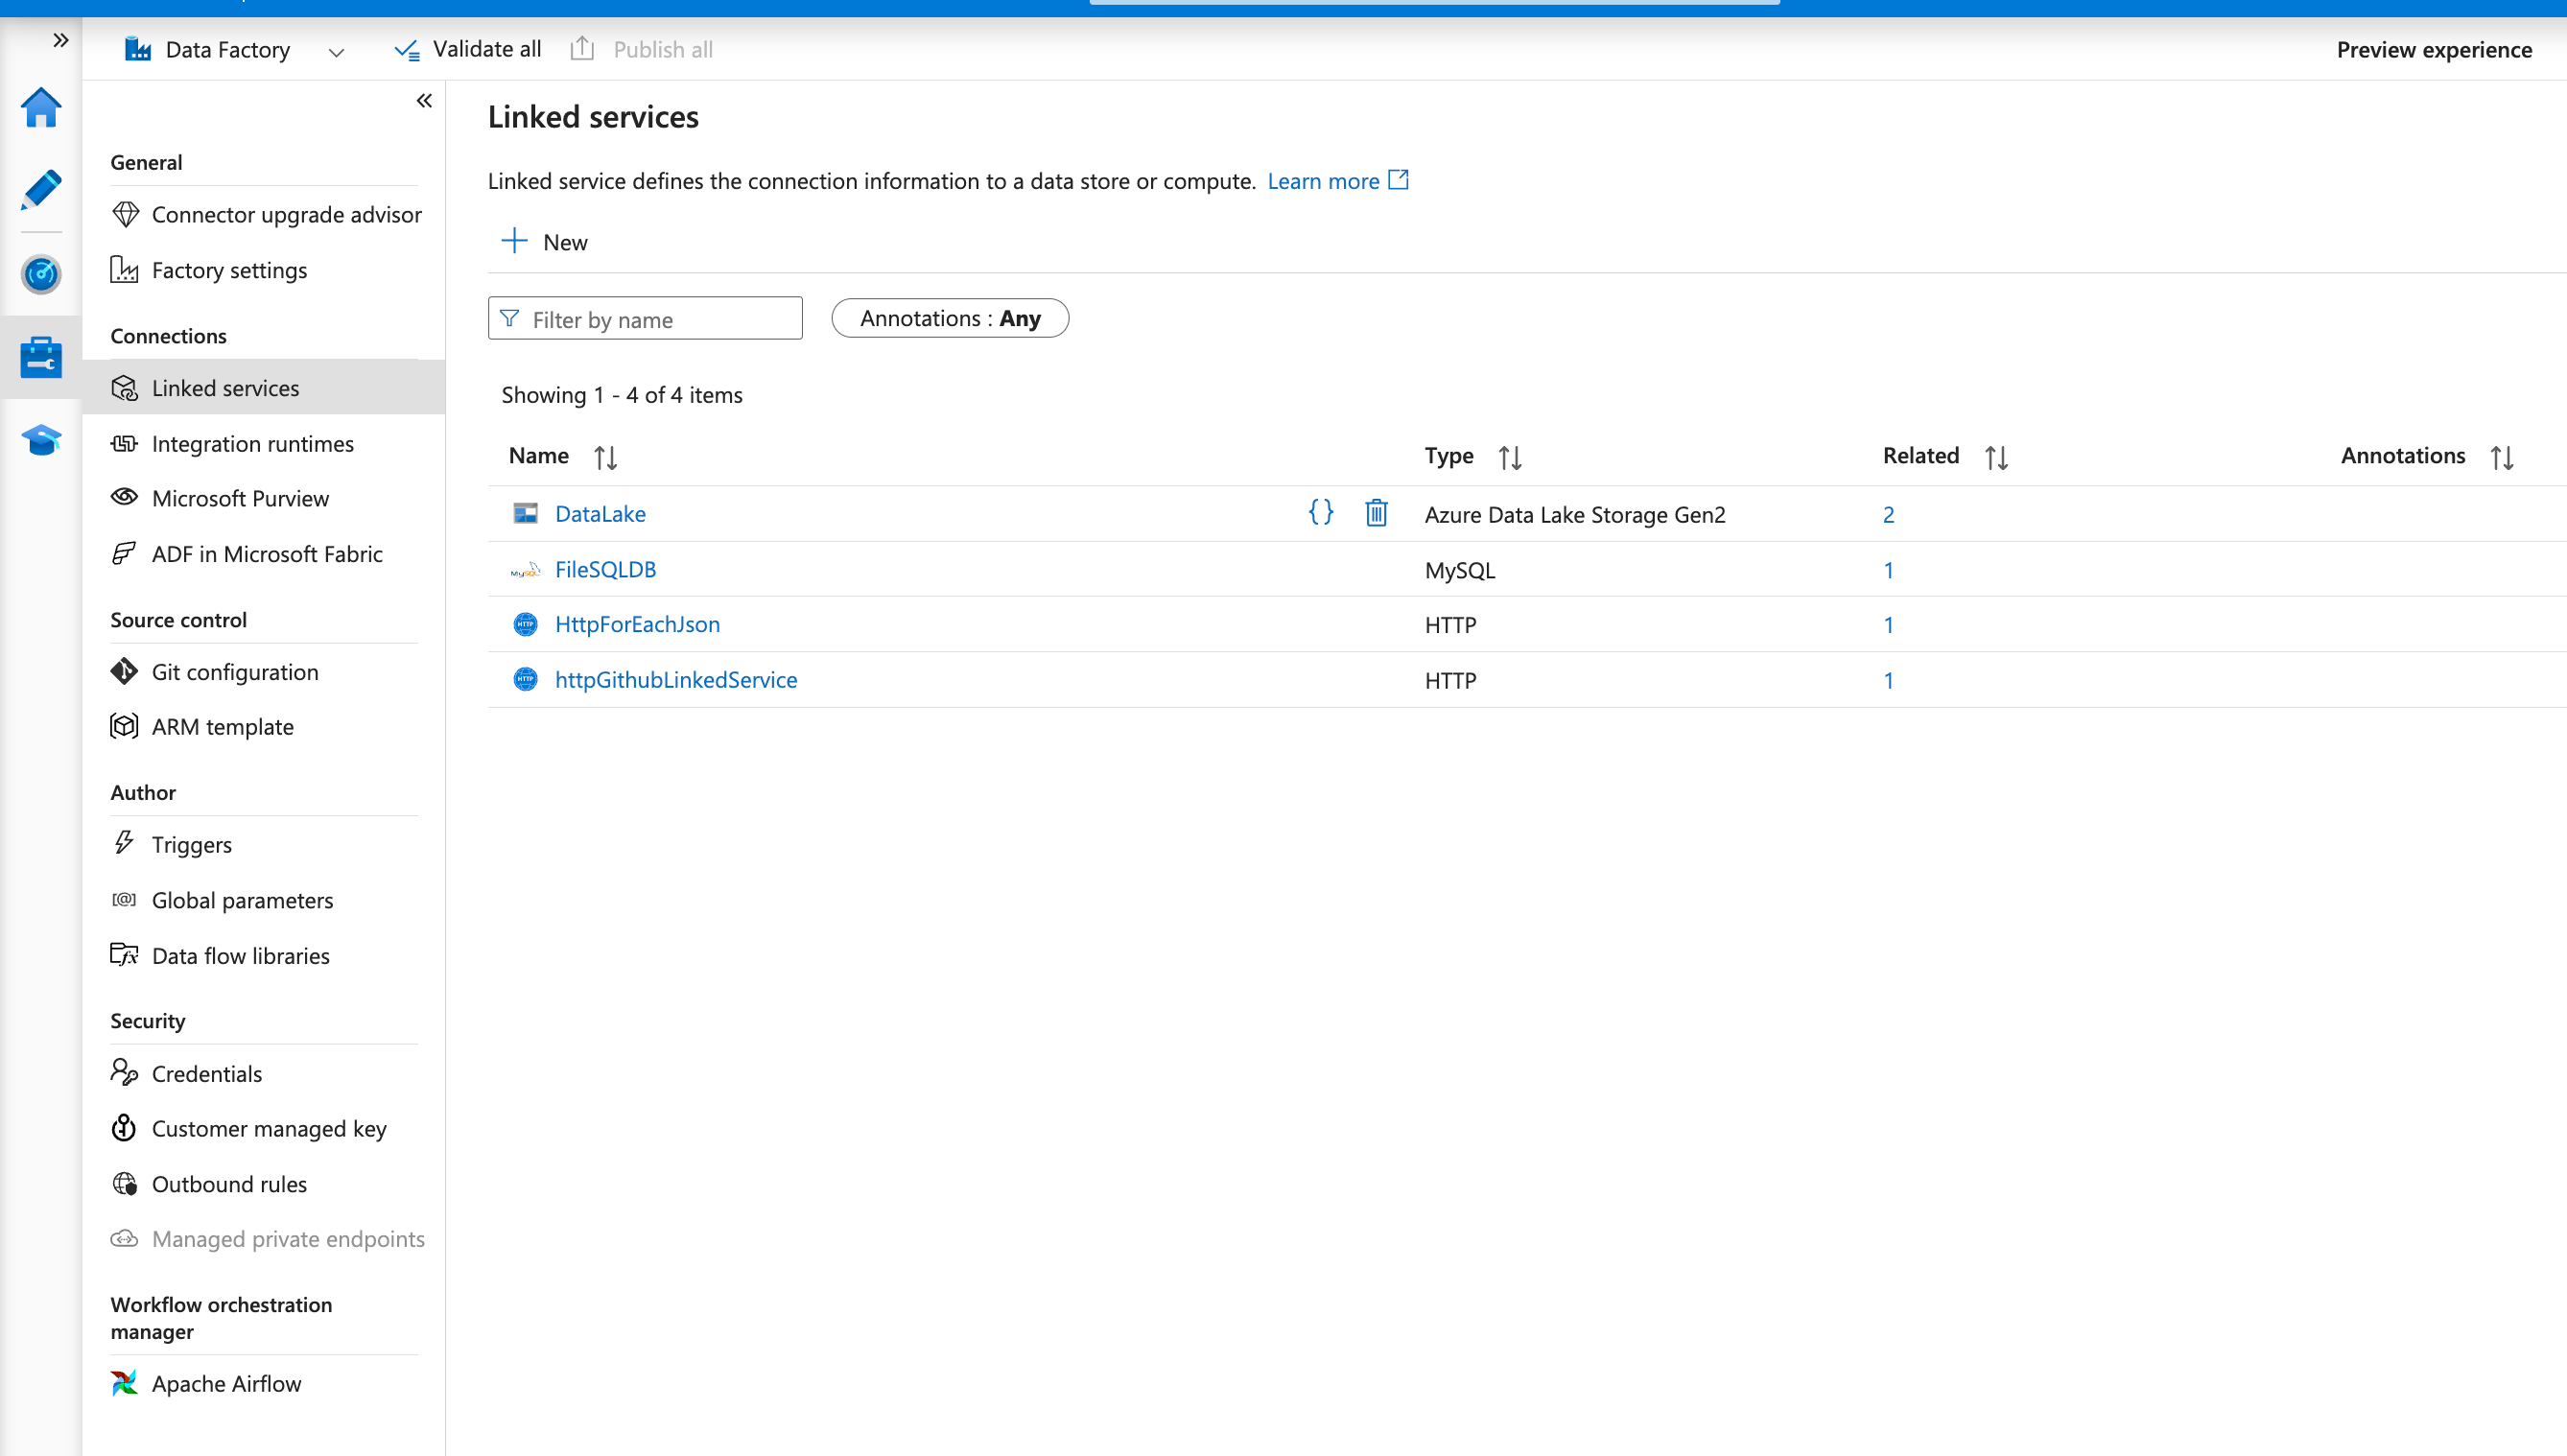 Data Factory
Validate all
Publish all
Preview experience
General
Connector upgrade advisor
Factory settings
Connections
Linked services
Integration runtimes
Microsoft Purview
ADF in Microsoft Fabric
Source control
Git configuration
ARM template
Author
Triggers
Global parameters
Data flow libraries
Security
Credentials
Customer managed key
Outbound rules
Managed private endpoints
Workflow orchestration
manager
Apache Airflow
Linked services
Linked service defines the connection information to a data store or compute. Learn more
New
Filter by name
Annotations : Any
Showing 1 - 4 of 4 items
Name Type Related Annotations
DataLake {} Azure Data Lake Storage Gen2 2
MySQL FileSQLDB MySQL 1
HTTP HttpForEachJson HTTP 1
HTTP httpGithubLinkedService HTTP 1